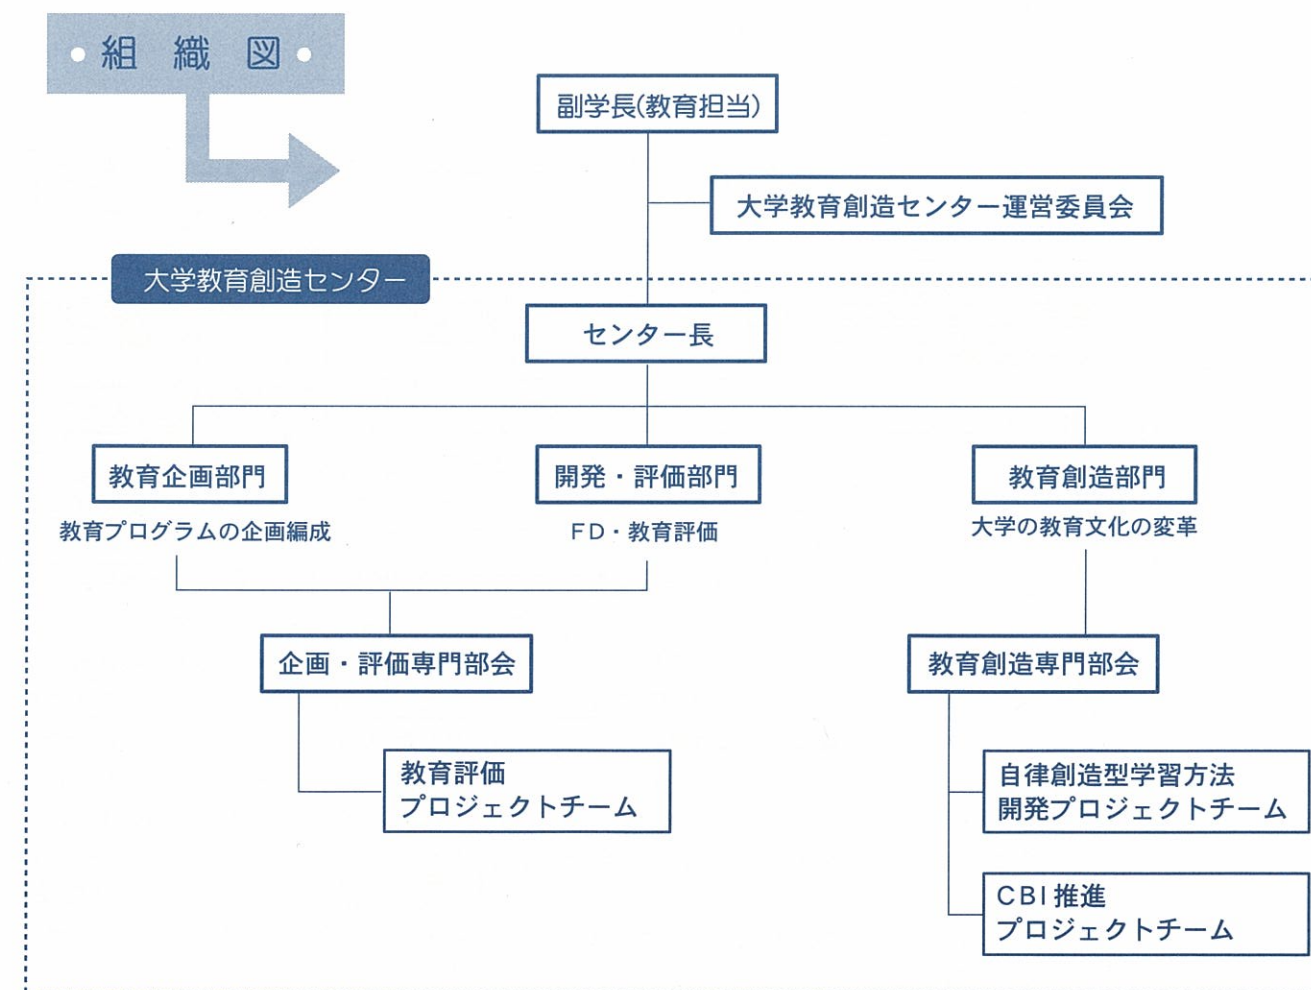 ・組織図・
副学長(教育担当)
大学教育創造センター運営委員会
大学教育創造センター
センター長
教育企画部門
教育プログラムの企画編成
開発・評価部門
FD・教育評価
教育創造部門
大学の教育文化の変革
企画・評価専門部会
教育評価
プロジェクトチーム
教育創造専門部会
自律創造型学習方法
開発プロジェクトチーム
CBI推進
プロジェクトチーム